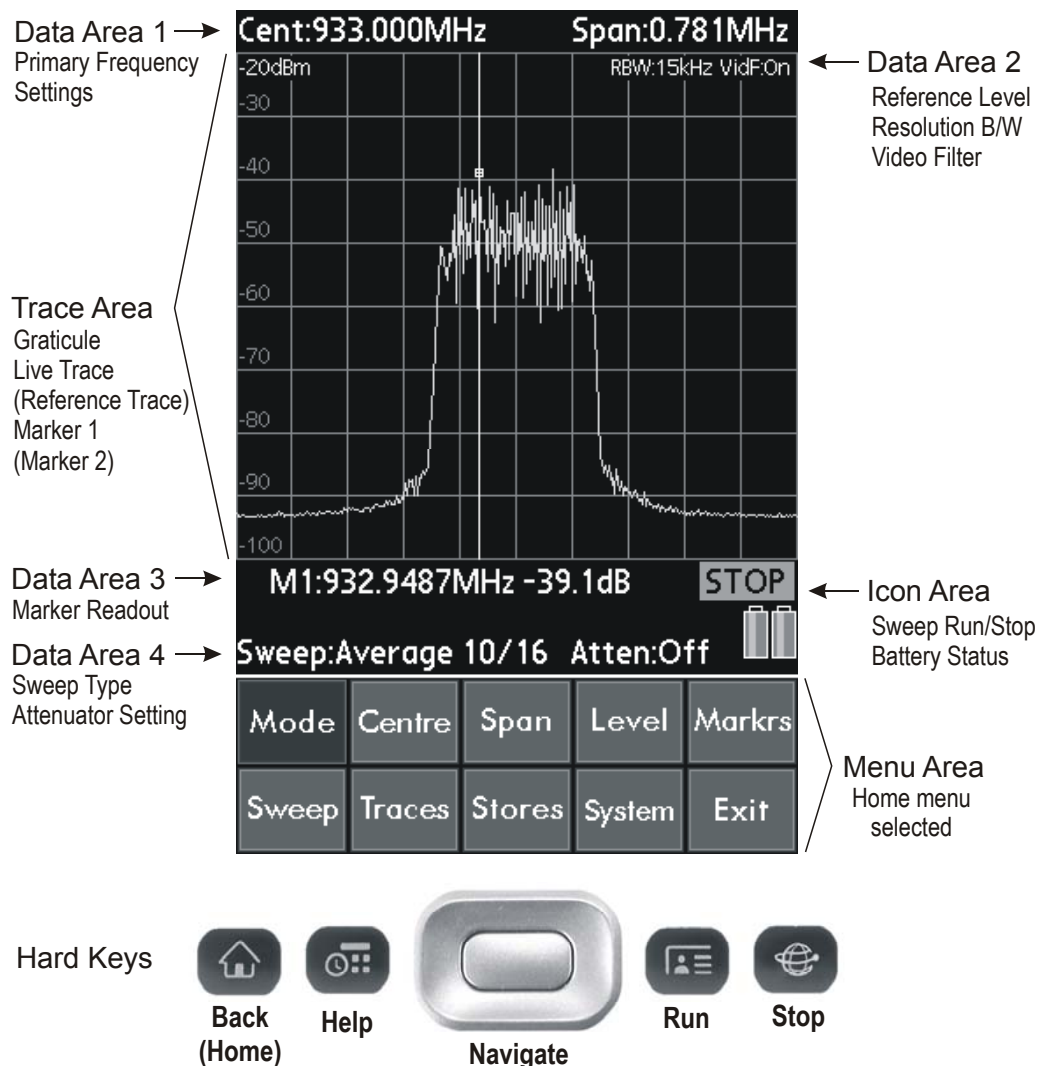 Data Area 1
Primary Frequency
Settings
Cent:933.000MHz Span:0.781MHz
-20dBm RBW:15kHz VidF:On
Data Area 2
Reference Level
Resolution B/W
Video Filter
-30
-40
-50
-60
-70
-80
-90
-100
Trace Area
Graticule
Live Trace
(Reference Trace)
Marker 1
(Marker 2)
Data Area 3
Marker Readout
M1:932.9487MHz -39.1dB STOP
Icon Area
Sweep Run/Stop
Battery Status
Data Area 4
Sweep Type
Attenuator Setting
Sweep:Average 10/16 Atten:Off
Mode Centre Span Level Markrs
Sweep Traces Stores System Exit
Menu Area
Home menu
selected
Hard Keys
Back
(Home)
Help
Navigate
Run
Stop